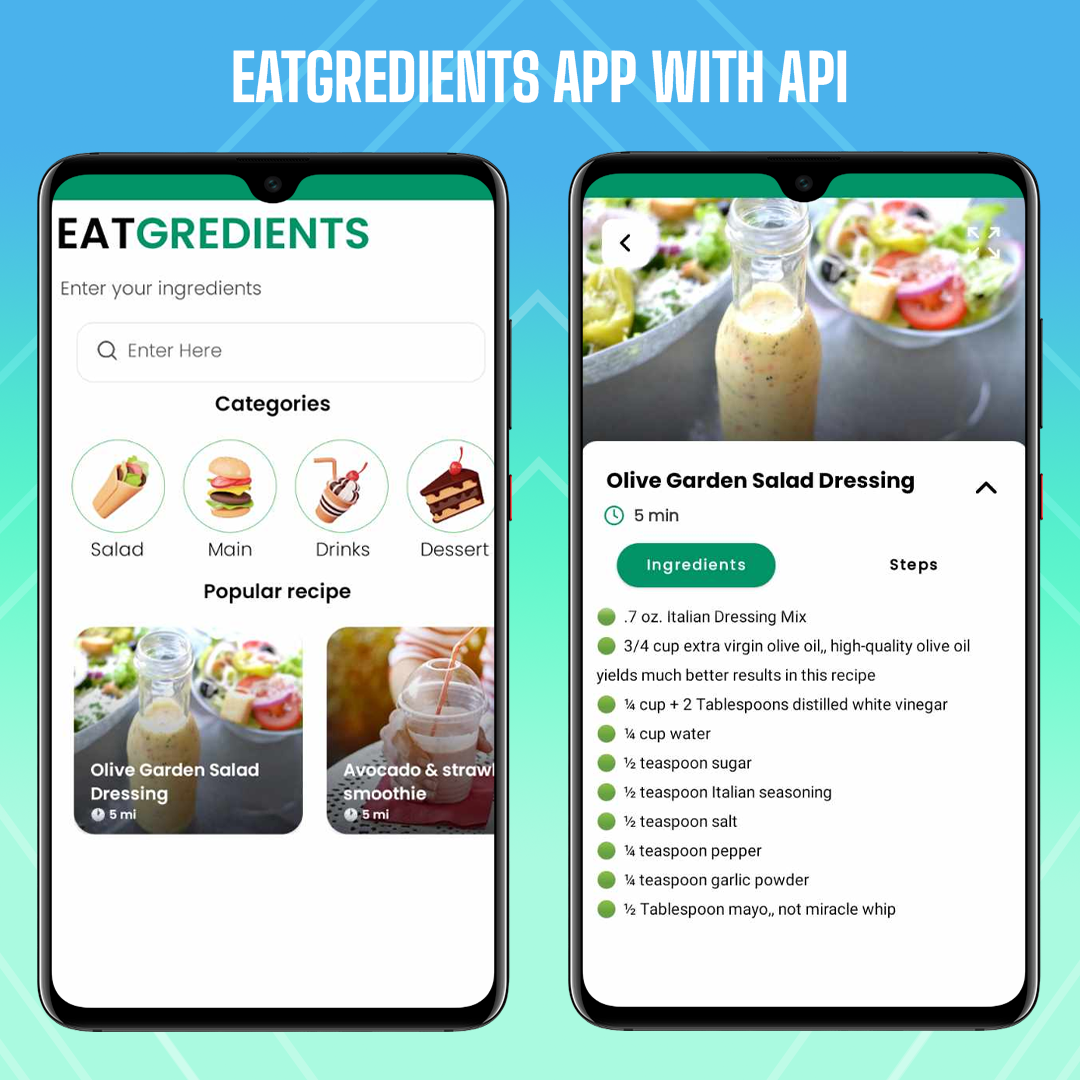 EATGREDIENTS APP WITH API
EATGREDIENTS
Enter your ingredients
Enter Here
Categories
Salad
Main
Drinks
Dessert
Popular recipe
Olive Garden Salad
Dressing
5 mi
Avocado & straw
smoothie
5 mi
Olive Garden Salad Dressing
5 min
Ingredients
Steps
.7 oz. Italian Dressing Mix
3/4 cup extra virgin olive oil,, high-quality olive oil
yields much better results in this recipe
¼ cup + 2 Tablespoons distilled white vinegar
¼ cup water
½ teaspoon sugar
½ teaspoon Italian seasoning
½ teaspoon salt
¼ teaspoon pepper
¼ teaspoon garlic powder
½ Tablespoon mayo,, not miracle whip